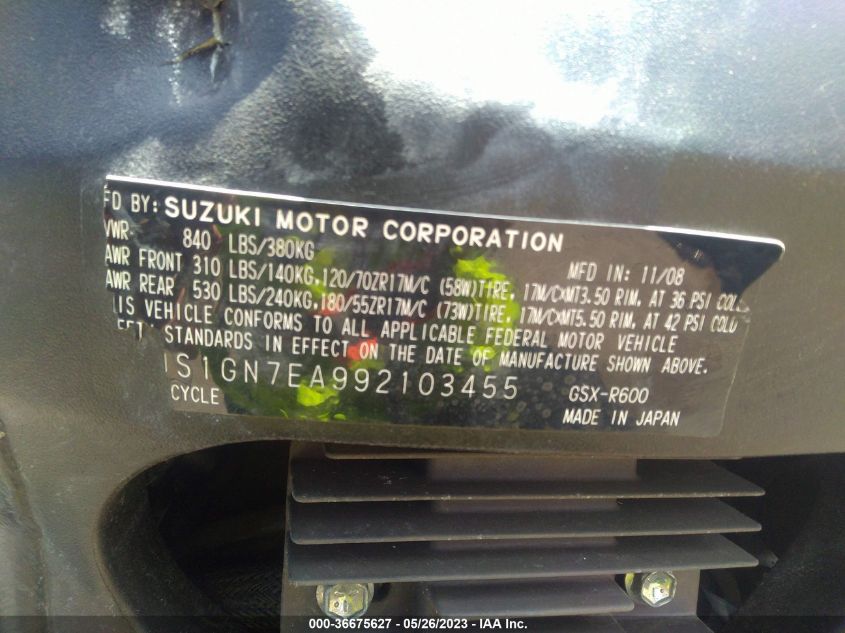 FD BY: SUZUKI MOTOR CORPORATION
VWR- 840 LBS/380KG MFD IN: 11/08
AWR FRONT 310 LBS/140KG,120/70ZR17M/C (58W)TIRE, 17M/C×MT3.50 RIM, AT 36 PSI COL
AWR REAR 530 LBS/240KG,180/55ZR17M/C (73W)TIRE, 17M/C×MT5.50 RIM, AT 42 PSI COLD
IS VEHICLE CONFORMS TO ALL APPLICABLE FEDERAL MOTOR VEHICLE
STANDARDS IN EFFECT ON THE DATE OF MANUFACTURE SHOWN ABOVE.
S1GN7EA992103455 GSX-R600
CYCLE MADE IN JAPAN
000-36675627 - 05/26/2023 - IAA Inc.